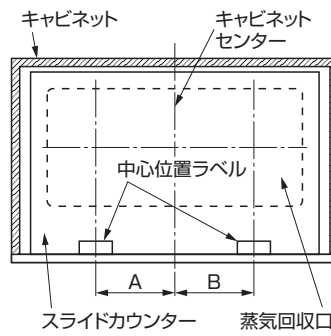 キャビネット
キャビネット
センター
中心位置ラベル
A
B
スライドカウンター
蒸気回収口